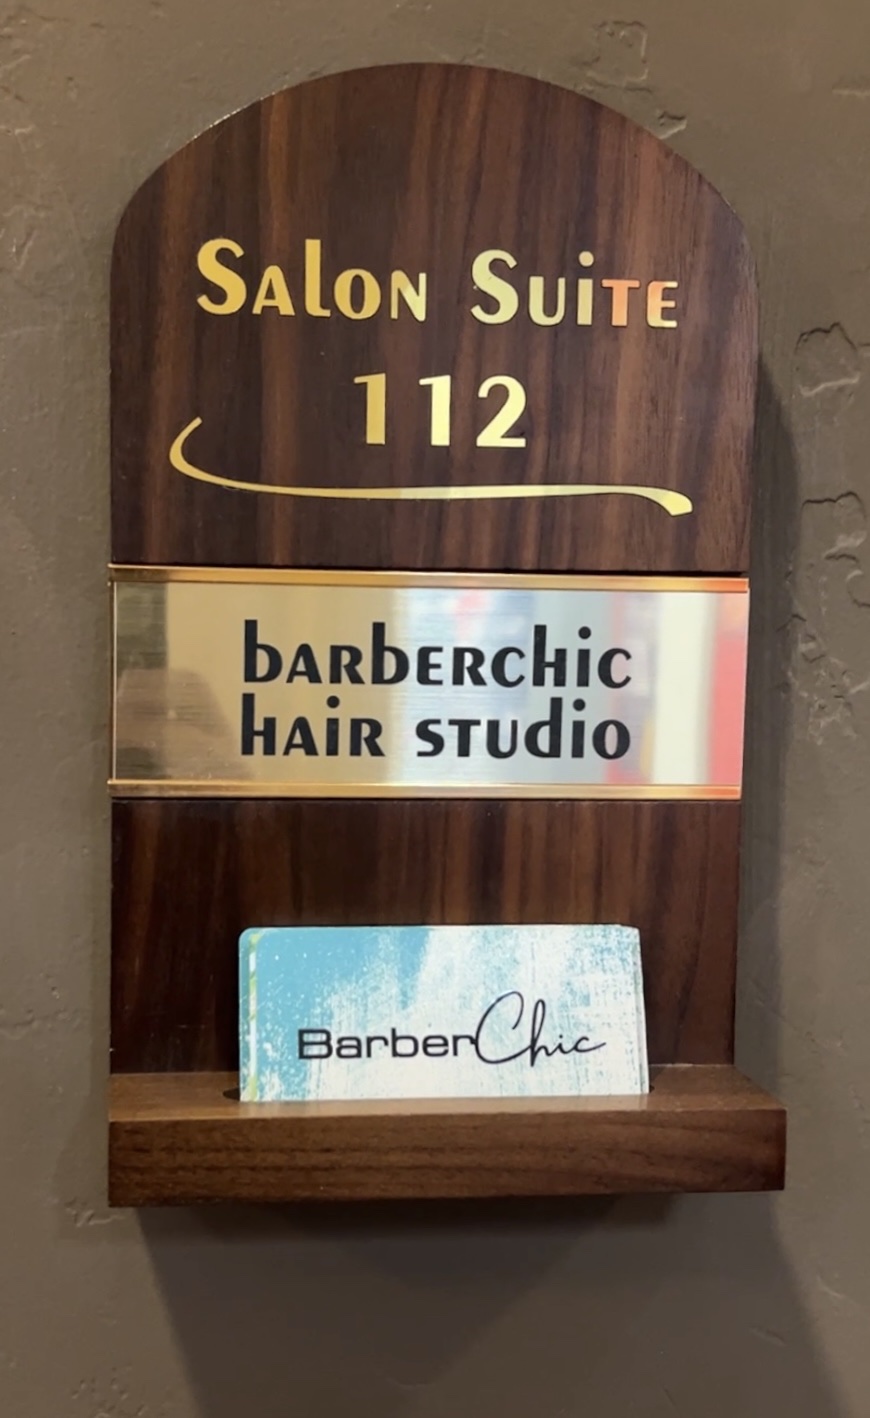 Salon Suite
112
barberchic
hair studio
BarberChic